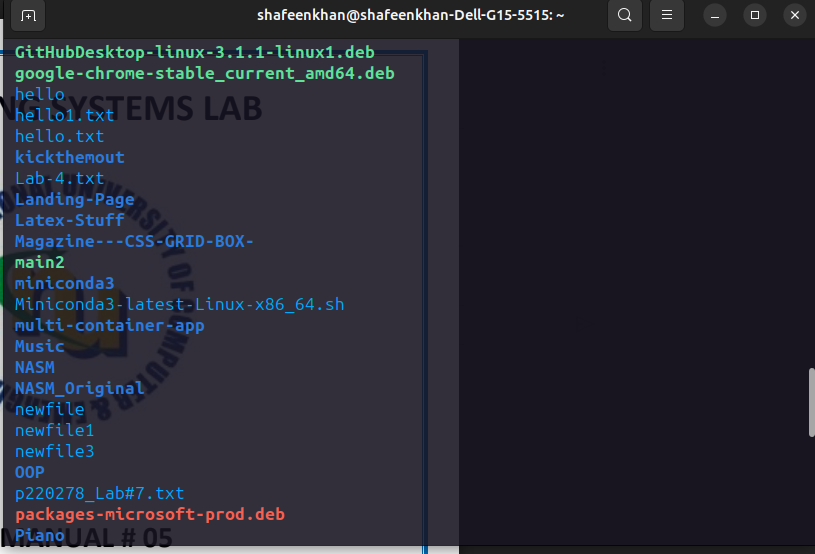 shafeenkhan@shafeenkhan-Dell-G15-5515: ~
GitHubDesktop-linux-3.1.1-linux1.deb
google-chrome-stable_current_amd64.deb
hello
NG SYSTEMS LAB
hello1.txt
hello.txt
kickthemout
Lab-4.txt
Landing-Page
Latex-Stuff
Magazine---CSS-GRID-BOX-
main2
miniconda3
Miniconda3-latest-Linux-x86_64.sh
multi-container-app
Music
NASM
NASM_Original
newfile
newfile1
newfile3
OOP
p220278_Lab#7.txt
packages-microsoft-prod.deb
Piano
MANUAL # 05